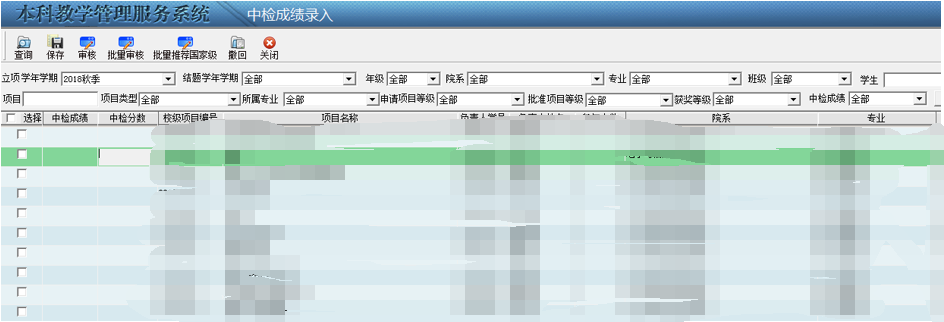 本科教学管理服务系统 中检成绩录入
查询 保存 审核 批量审核 批量推荐国家级 撤回 关闭
立项学年学期 2018秋季 结题学年学期 全部 年级 全部 院系 全部 专业 全部 班级 全部 学生
项目 项目类型 全部 所属专业 全部 申请项目等级 全部 批准项目等级 全部 获奖等级 全部 中检成绩 全部
选择 中检成绩 中检分数 校级项目编号 项目名称 负责人学号 院系 专业